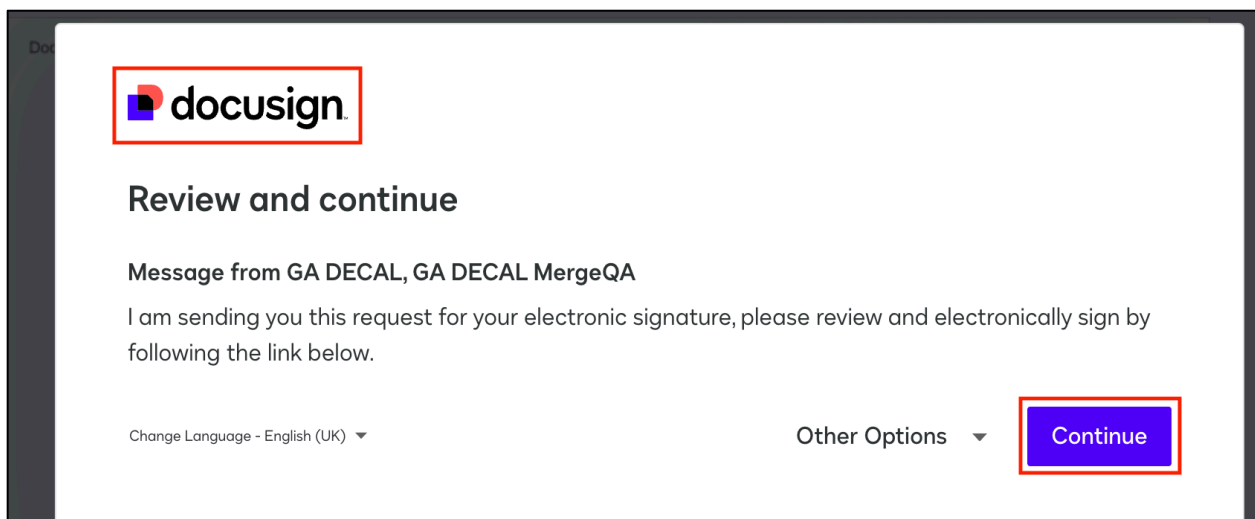 Doc
docusign
Review and continue
Message from GA DECAL, GA DECAL MergeQA
I am sending you this request for your electronic signature, please review and electronically sign by
following the link below.
Change Language - English (UK)
Other Options
Continue